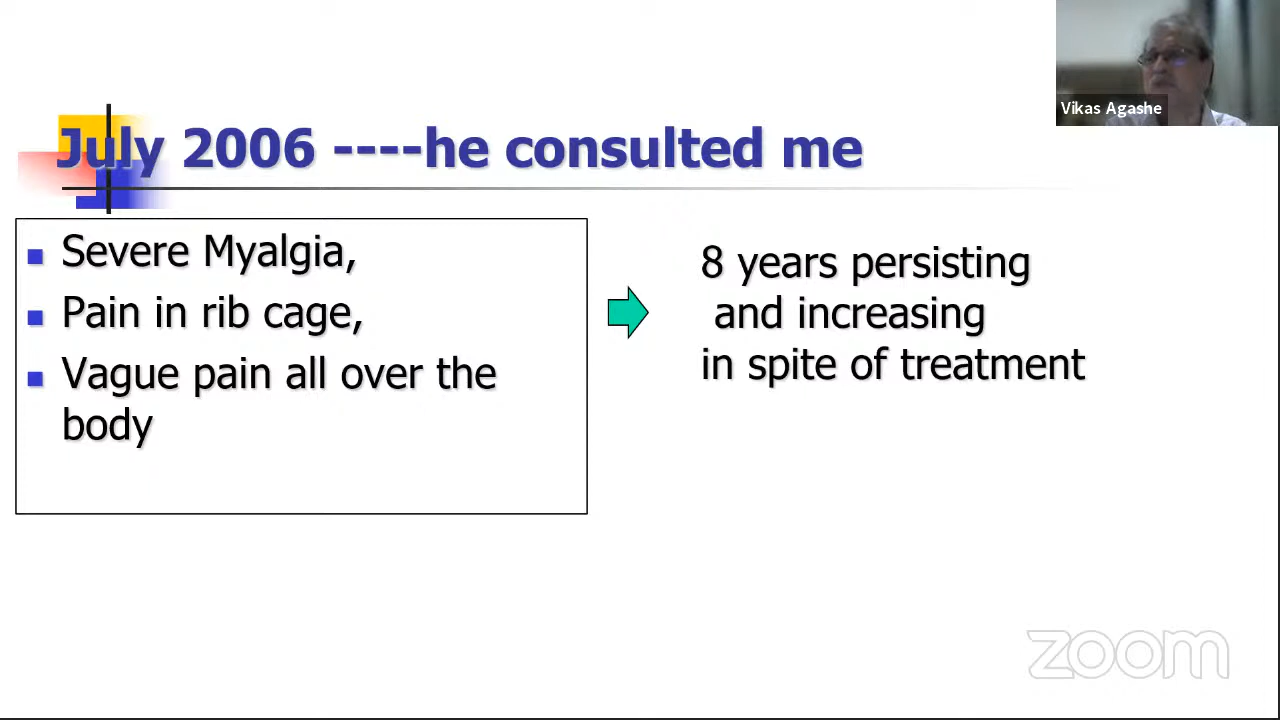 Vikas Agashe
July 2006 ----he consulted me
Severe Myalgia,
Pain in rib cage,
Vague pain all over the
body
8 years persisting
and increasing
in spite of treatment
zoom